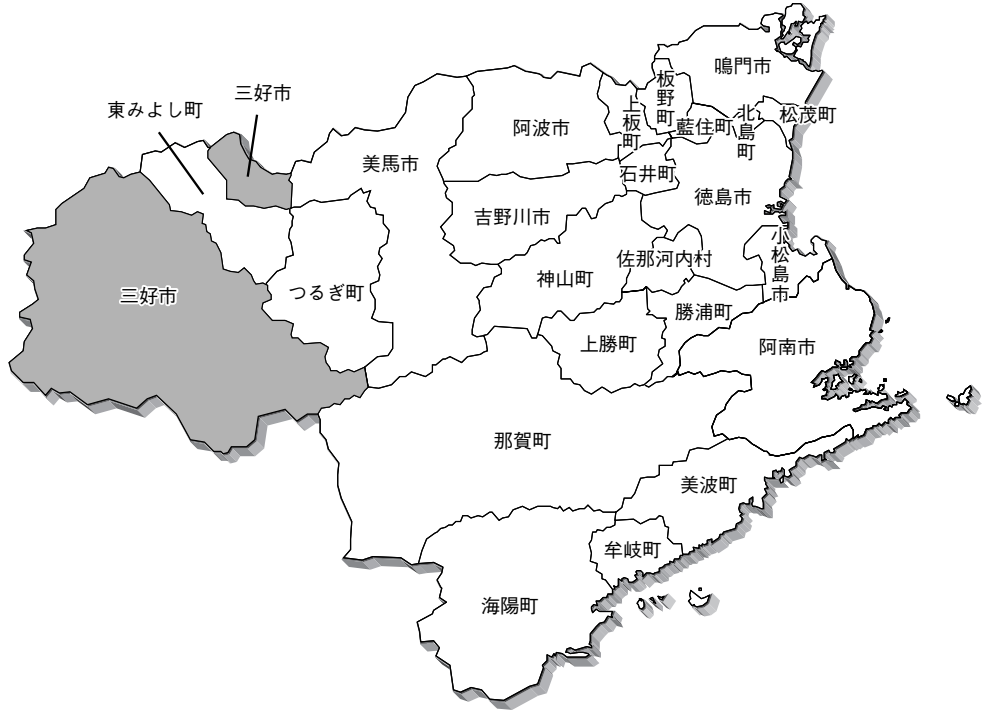 鳴門市
板野町
三好市
東みよし町
上板町
北島町
松茂町
藍住町
阿波市
美馬市
石井町
徳島市
吉野川市
小松島市
佐那河内村
神山町
つるぎ町
三好市
勝浦町
上勝町
阿南市
那賀町
美波町
牟岐町
海陽町